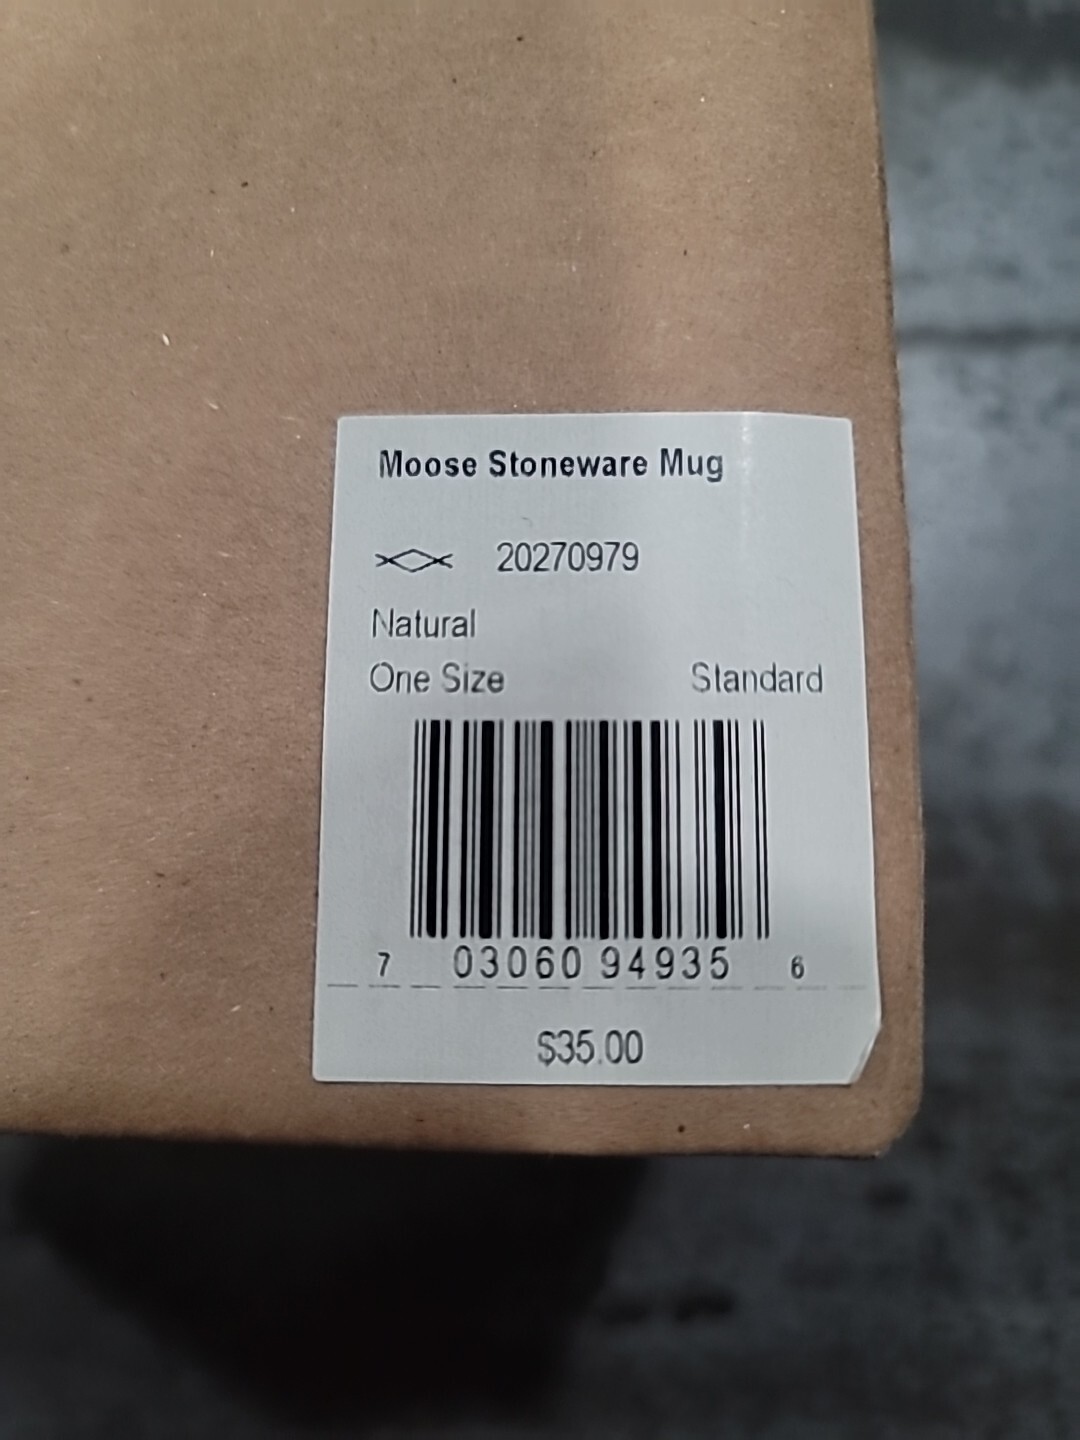 Moose Stoneware Mug
20270979
Natural
One Size Standard
7 03060 94935 6
$35.00